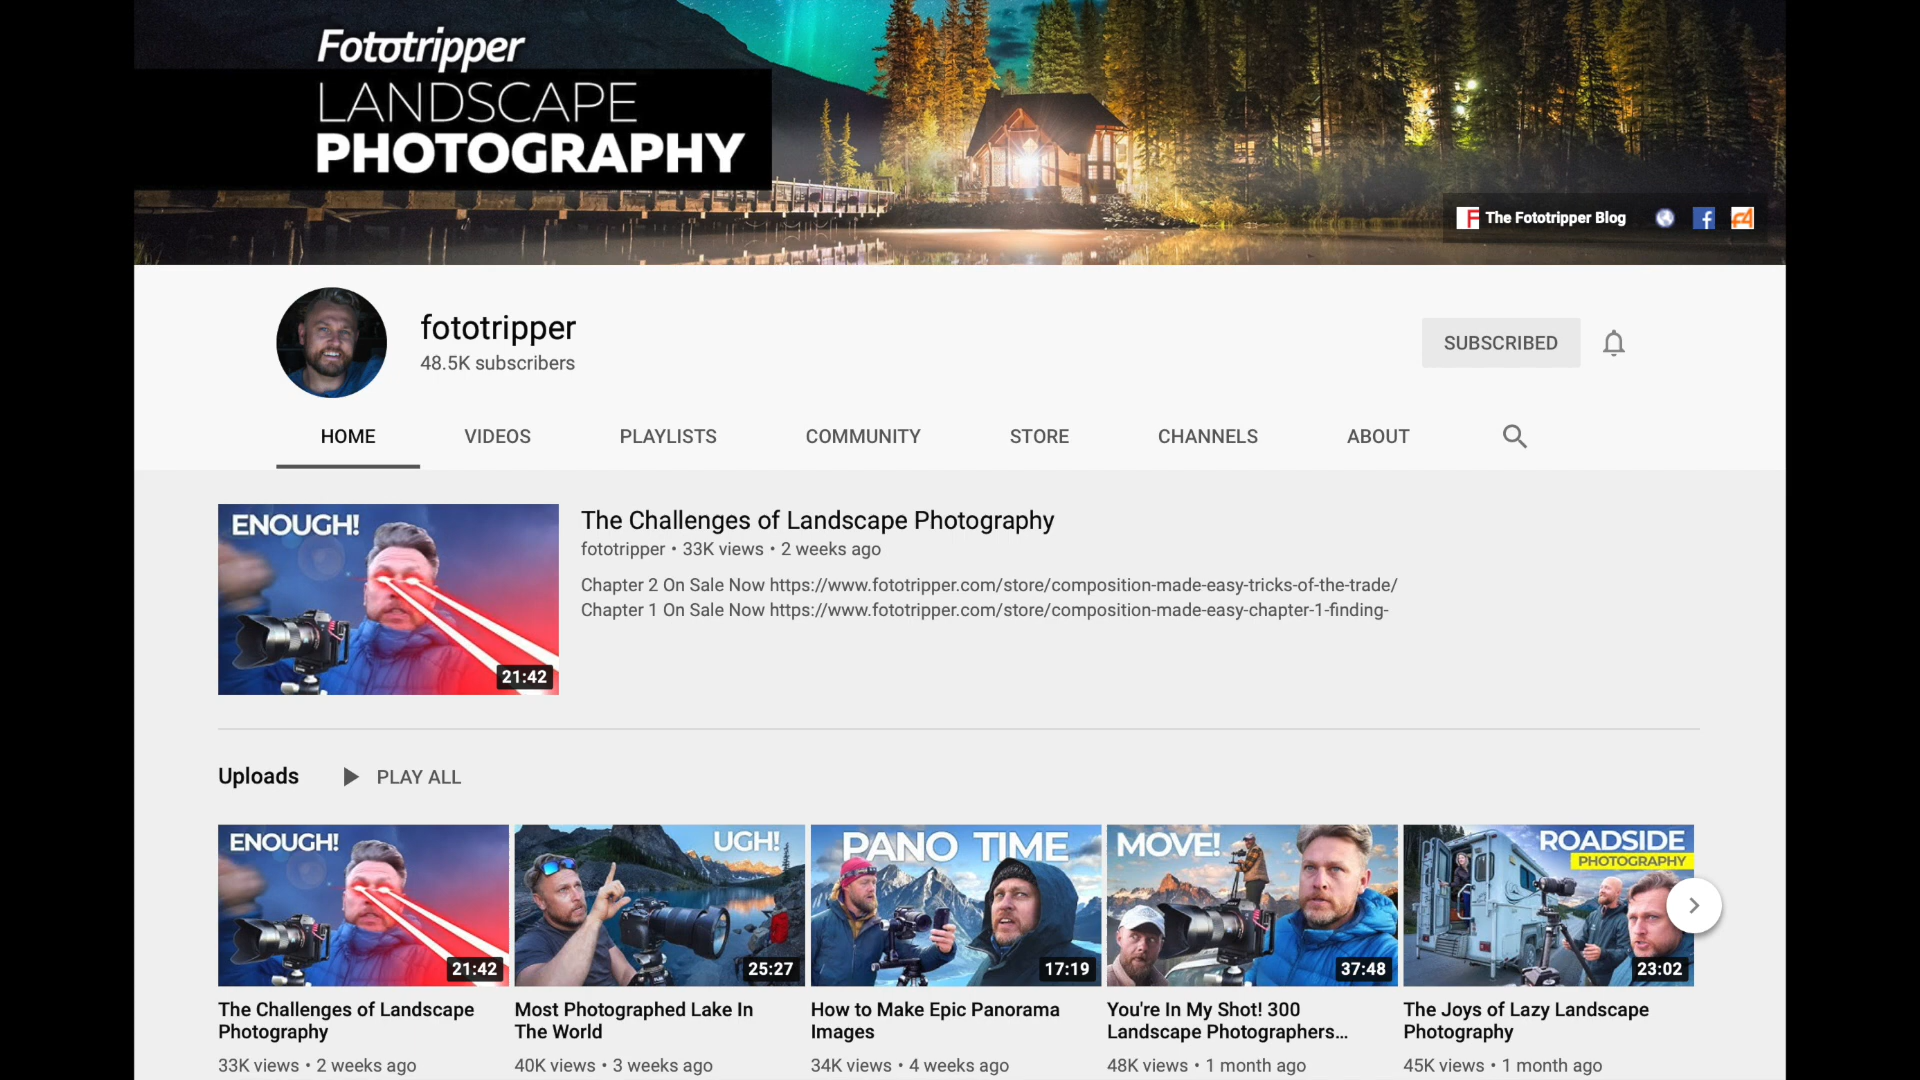 Fototripper
LANDSCAPE
PHOTOGRAPHY
F The Fototripper Blog
fototripper
48.5K subscribers
SUBSCRIBED
HOME VIDEOS PLAYLISTS COMMUNITY STORE CHANNELS ABOUT
ENOUGH!
21:42
The Challenges of Landscape Photography
fototripper • 33K views • 2 weeks ago
Chapter 2 On Sale Now https://www.fototripper.com/store/composition-made-easy-tricks-of-the-trade/
Chapter 1 On Sale Now https://www.fototripper.com/store/composition-made-easy-chapter-1-finding-
Uploads PLAY ALL
ENOUGH!
21:42
The Challenges of Landscape
Photography
33K views • 2 weeks ago
UGH!
25:27
Most Photographed Lake In
The World
40K views • 3 weeks ago
PANO TIME
17:19
How to Make Epic Panorama
Images
34K views • 4 weeks ago
MOVE!
37:48
You're In My Shot! 300
Landscape Photographers...
48K views • 1 month ago
ROADSIDE
PHOTOGRAPHY
23:02
The Joys of Lazy Landscape
Photography
45K views • 1 month ago